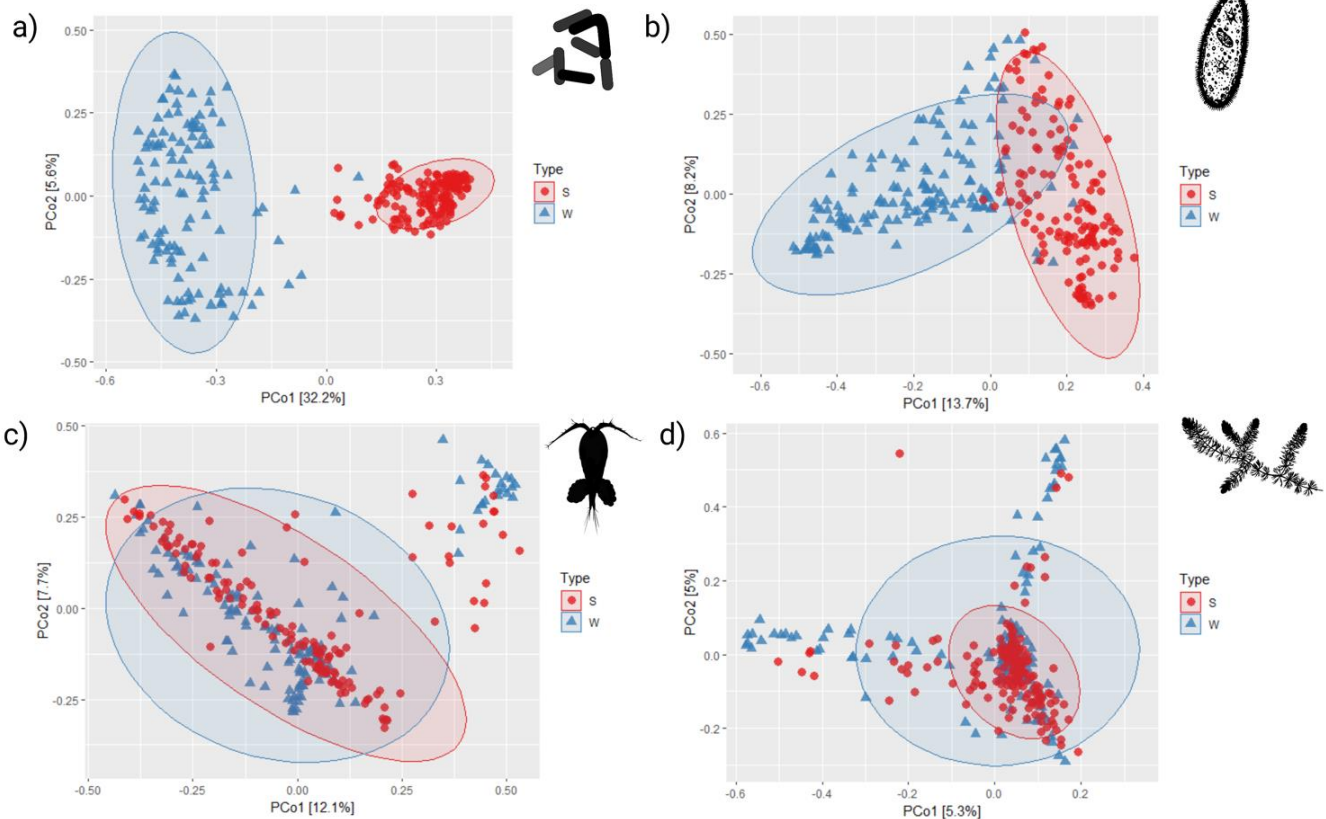 a)
0.50
0.25
0.00
-0.25
-0.50
PCo2 [5.6%]
-0.6
-0.3
0.0
0.3
PCo1 [32.2%]
Type
S
W
b)
0.50
0.25
0.00
-0.25
-0.50
PCo2 [8.2%]
-0.6
-0.4
-0.2
0.0
0.2
0.4
PCo1 [13.7%]
Type
S
W
c)
0.50
0.25
0.00
-0.25
PCo2 [7.7%]
-0.50
-0.25
0.00
0.25
0.50
PCo1 [12.1%]
Type
S
W
d)
0.6
0.4
0.2
0.0
-0.2
PCo2 [5%]
-0.6
-0.4
-0.2
0.0
0.2
PCo1 [5.3%]
Type
S
W